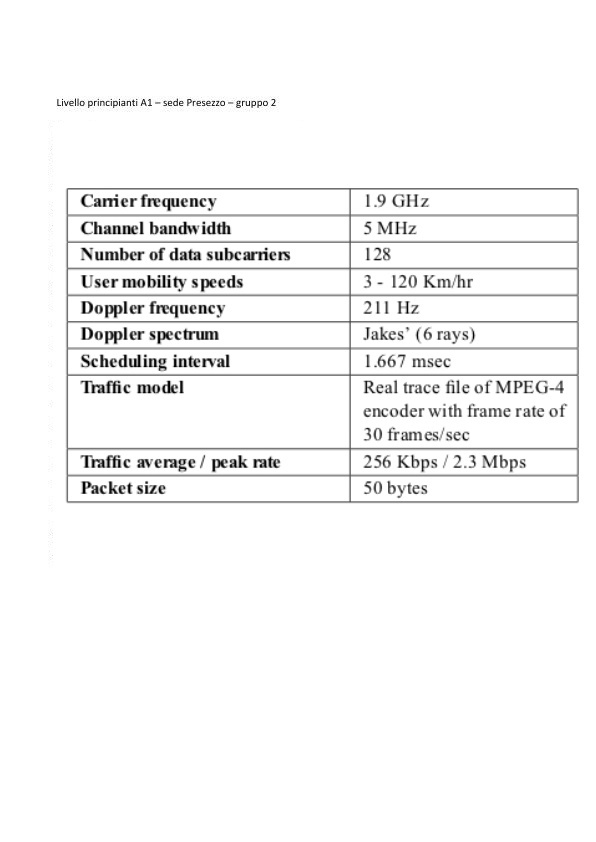 Livello principianti A1 – sede Presezzo – gruppo 2
Carrier frequency 1.9 GHz
Channel bandwidth 5 MHz
Number of data subcarriers 128
User mobility speeds 3 - 120 Km/hr
Doppler frequency 211 Hz
Doppler spectrum Jakes’ (6 rays)
Scheduling interval 1.667 msec
Traffic model Real trace file of MPEG-4
encoder with frame rate of
30 frames/sec
Traffic average / peak rate 256 Kbps / 2.3 Mbps
Packet size 50 bytes